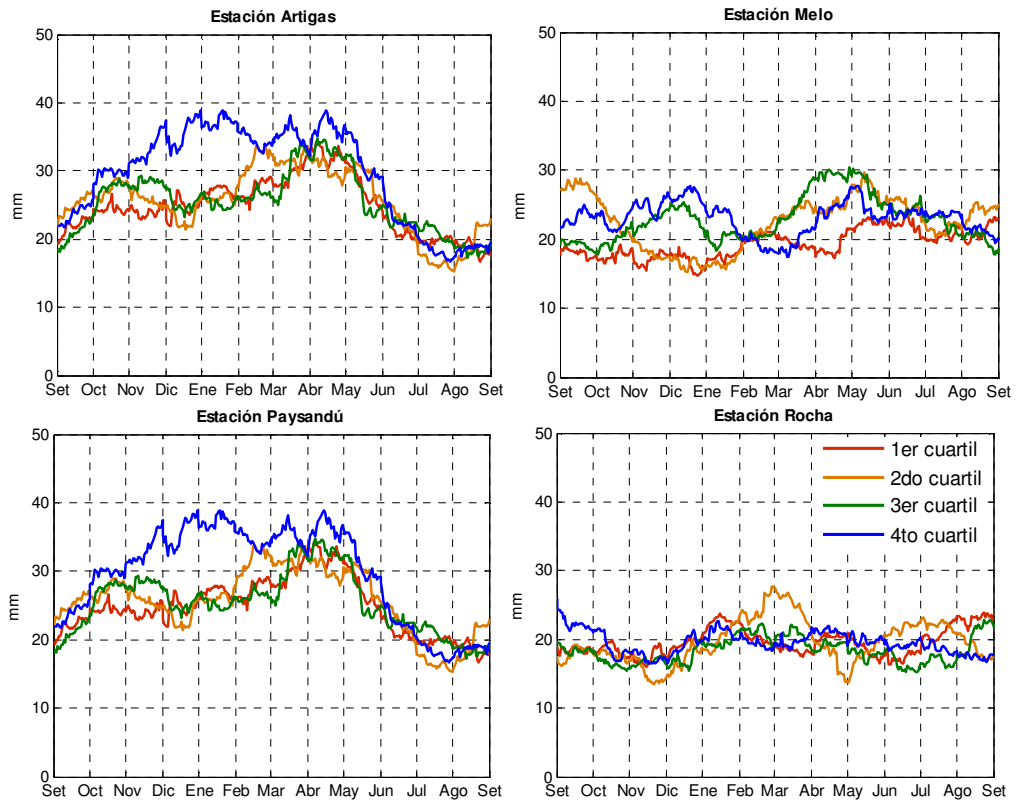 Estación Artigas
50
40
30
20
10
0
mm
Set Oct Nov Dic Ene Feb Mar Abr May Jun Jul Ago Set
Estación Melo
50
40
30
20
10
0
mm
Set Oct Nov Dic Ene Feb Mar Abr May Jun Jul Ago Set
Estación Paysandú
50
40
30
20
10
0
mm
Set Oct Nov Dic Ene Feb Mar Abr May Jun Jul Ago Set
Estación Rocha
50
40
30
20
10
0
mm
1er cuartil
2do cuartil
3er cuartil
4to cuartil
Set Oct Nov Dic Ene Feb Mar Abr May Jun Jul Ago Set